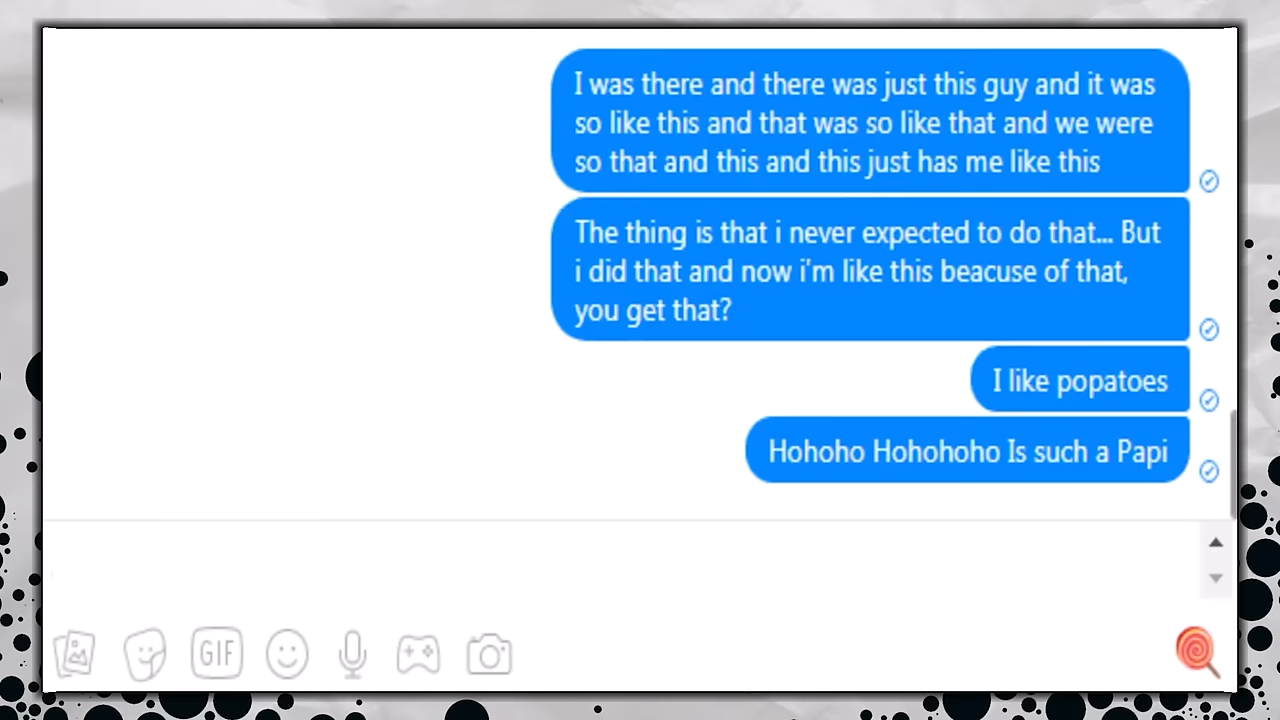 I was there and there was just this guy and it was
so like this and that was so like that and we were
so that and this and this just has me like this
The thing is that i never expected to do that... But
i did that and now i'm like this beacuse of that,
you get that?
I like popatoes
Hohoho Hohohoho Is such a Papi
GIF